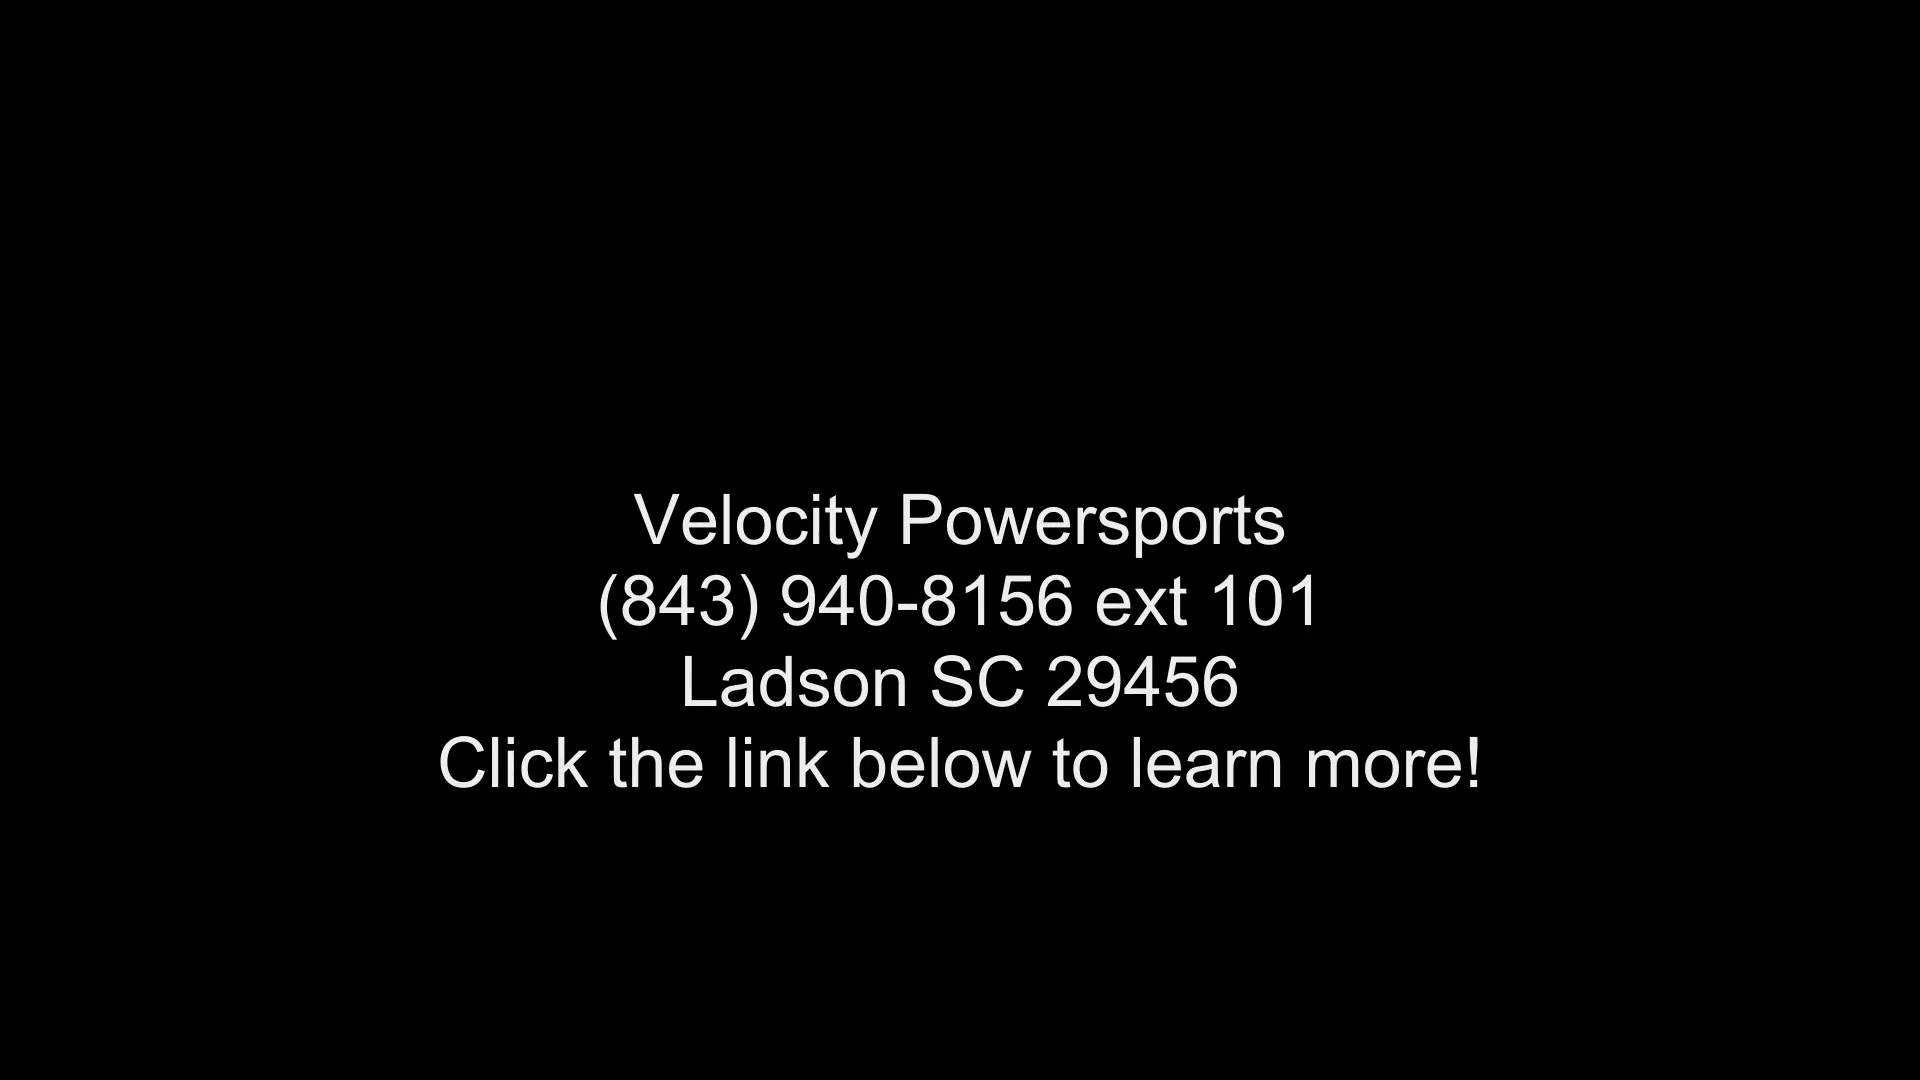 Velocity Powersports
(843) 940-8156 ext 101
Ladson SC 29456
Click the link below to learn more!